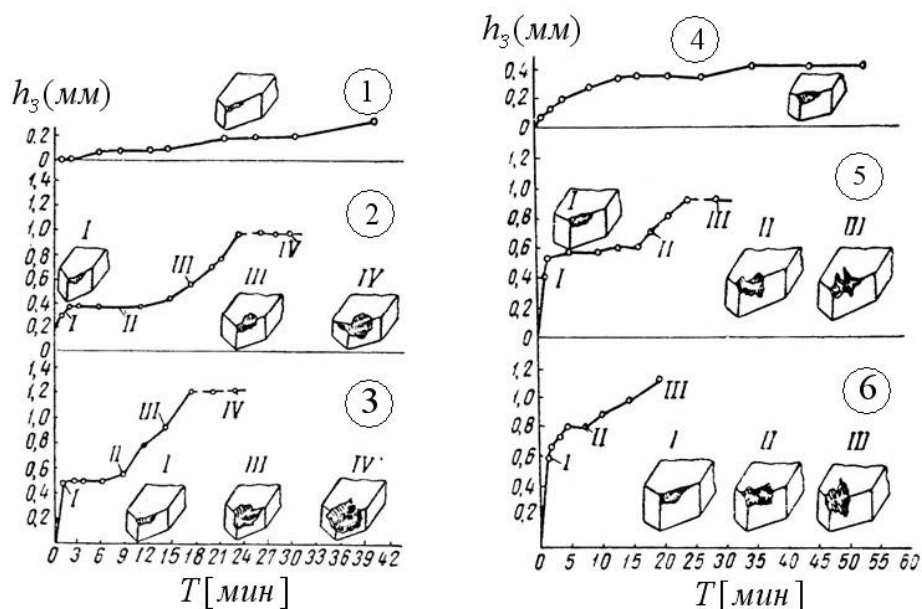 h₃(мм)
1
0.2
0
1,4
1,2
1,0
0.8
0.6
0.4
0.2
0
2
I
I
II
III
IV
III
IV
1,4
1,2
1,0
0,8
0,6
0,4
0,2
3
I
II
III
IV
I
III
IV
0 3 6 9 12 15 18 21 24 27 30 33 36 39 42
T[мин]
h₃(мм)
4
0,4
0,2
0
1,0
0,8
0,6
0,4
0,2
0
5
I
I
II
III
II
III
1,2
1,0
0,8
0,6
0,4
0,2
6
I
II
III
I
II
III
0 5 10 15 20 25 30 35 40 45 50 55 60
T[мин]